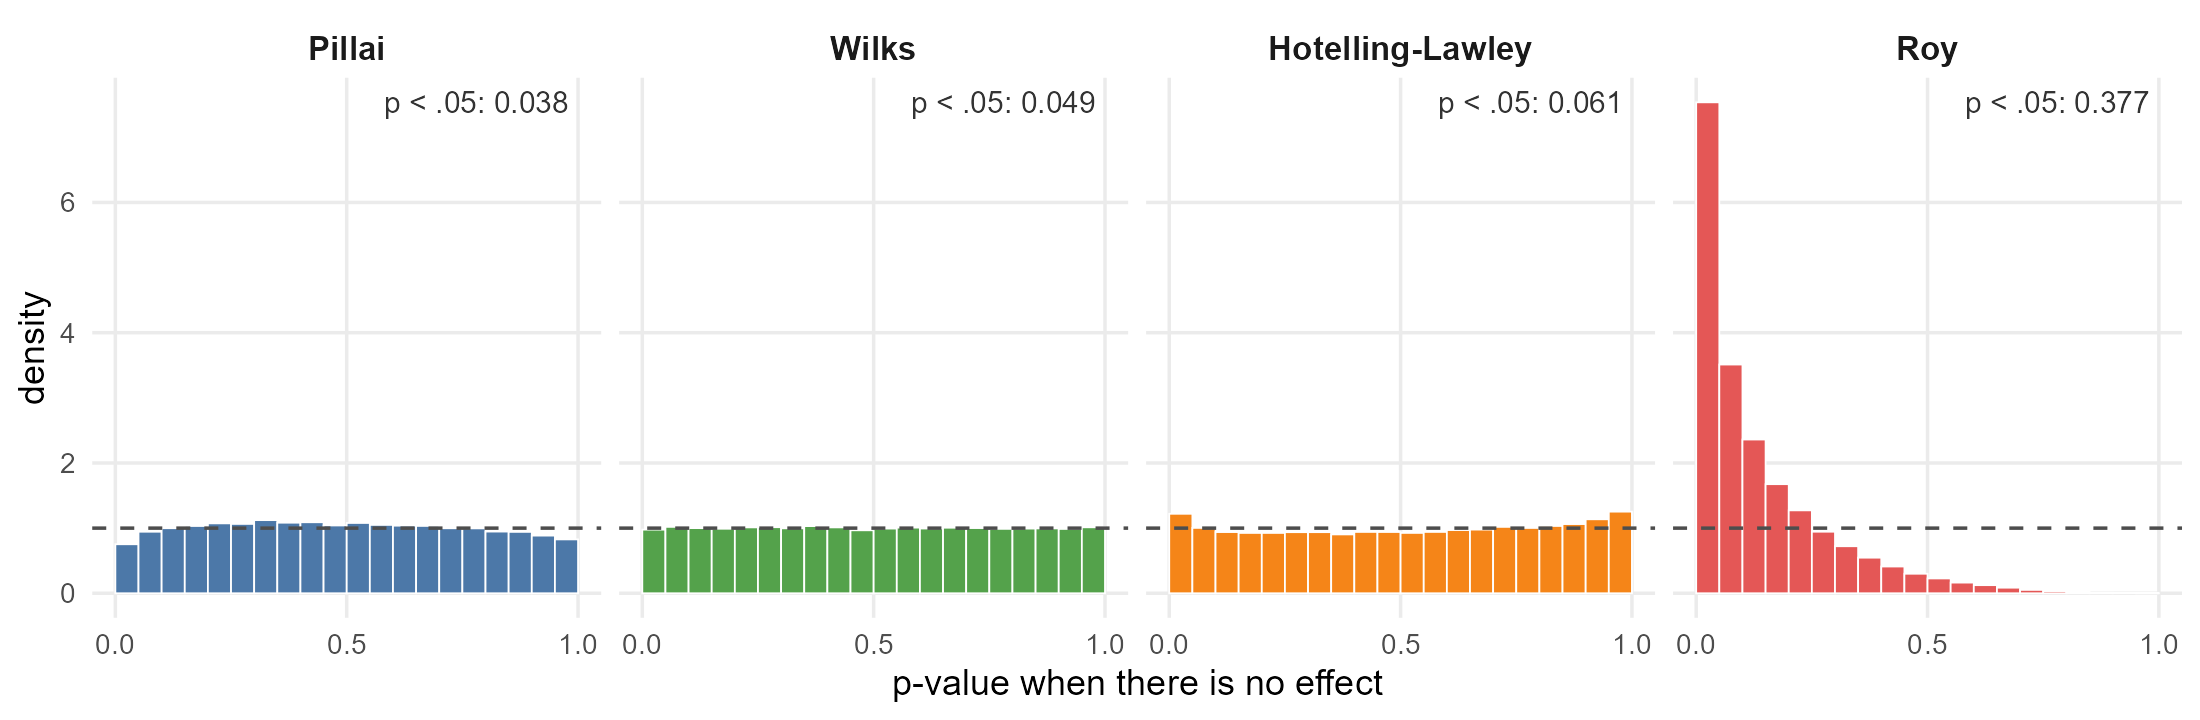 Pillai
Wilks
Hotelling-Lawley
Roy
p < .05: 0.038
p < .05: 0.049
p < .05: 0.061
p < .05: 0.377
density
6
4
2
0
0.0 0.5 1.0
0.0 0.5 1.0
0.0 0.5 1.0
0.0 0.5 1.0
p-value when there is no effect